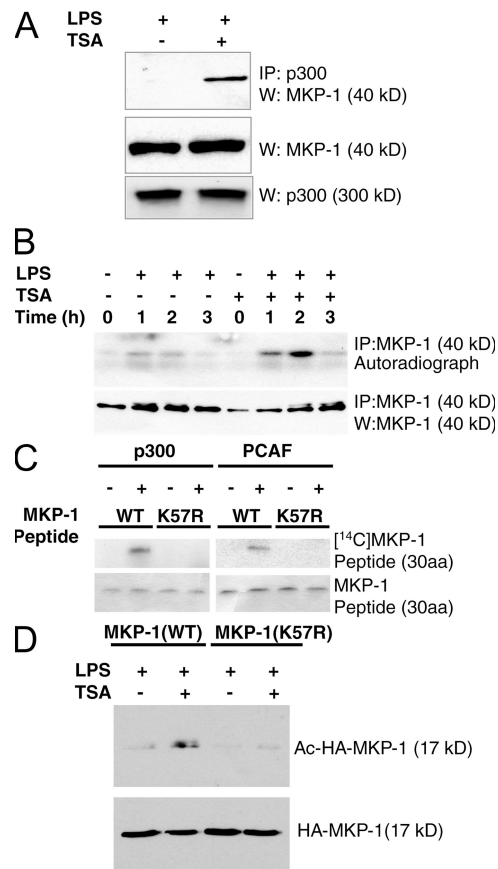 A
LPS + +
TSA - +
IP: p300
W: MKP-1 (40 kD)
W: MKP-1 (40 kD)
W: p300 (300 kD)
B
LPS - + + + - + + +
TSA - - - - + + + +
Time (h) 0 1 2 3 0 1 2 3
IP:MKP-1 (40 kD)
Autoradiograph
IP:MKP-1 (40 kD)
W:MKP-1 (40 kD)
C
p300 PCAF
- + - + - + - +
MKP-1 WT K57R WT K57R
Peptide
[14C]MKP-1
Peptide (30aa)
MKP-1
Peptide (30aa)
D
MKP-1(WT) MKP-1(K57R)
LPS + + + +
TSA - + - +
Ac-HA-MKP-1 (17 kD)
HA-MKP-1(17 kD)